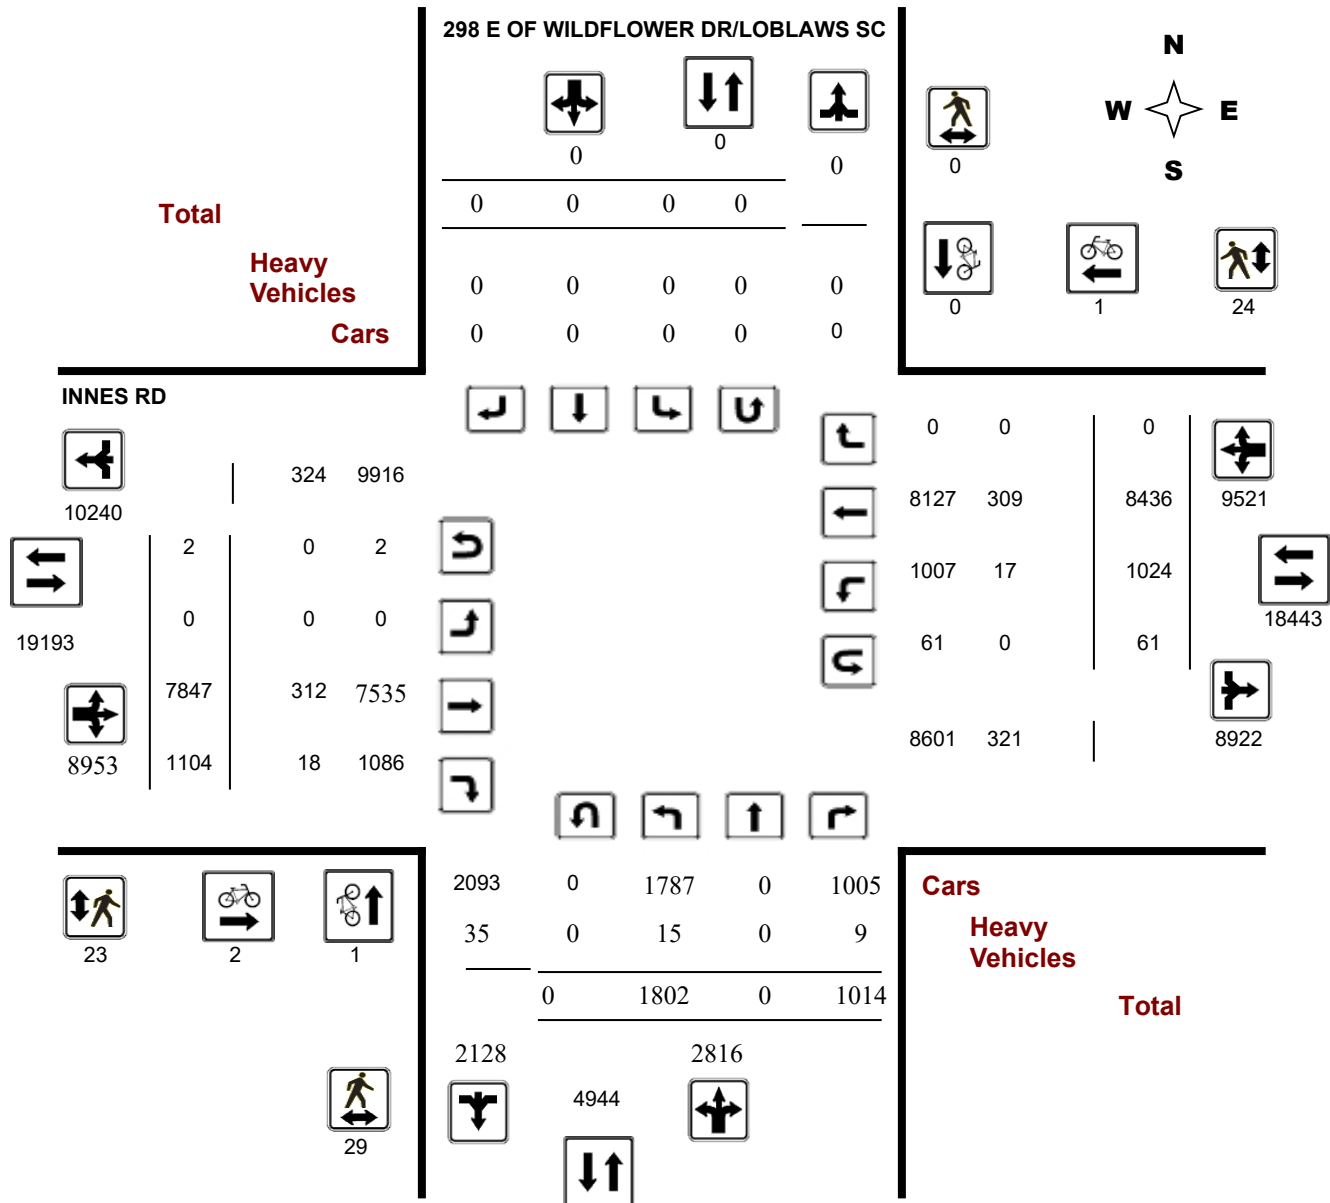 298 E OF WILDFLOWER DR/LOBLAWS SC
N
W E
S
0
0
0
0
0 0 0 0
Total
Heavy
Vehicles
0 0 0 0 0
Cars
0 0 0 0 0
0 1 24
INNES RD
324 9916
10240
2 0 2
19193
0 0 0
7847 312 7535
8953
1104 18 1086
0 0 0
8127 309 8436 9521
1007 17 1024
18443
61 0 61
8601 321 8922
23 2 1
29
2093 0 1787 0 1005
35 0 15 0 9
0 1802 0 1014
2128 2816
4944
Cars
Heavy
Vehicles
Total